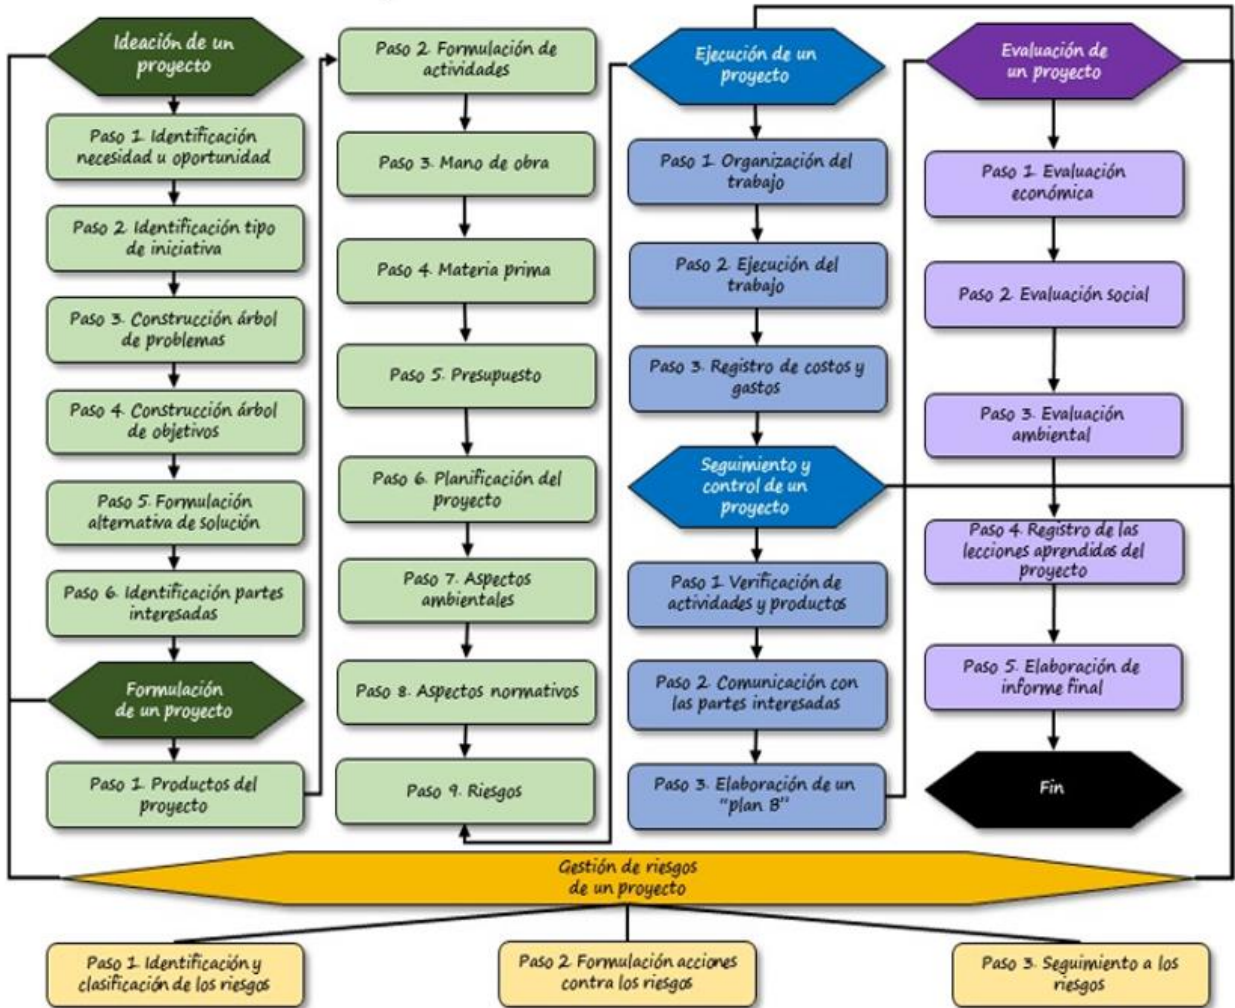 Ideación de un
proyecto
Paso 1. Identificación
necesidad u oportunidad
Paso 2. Identificación tipo
de iniciativa
Paso 3. Construcción árbol
de problemas
Paso 4. Construcción árbol
de objetivos
Paso 5. Formulación
alternativa de solución
Paso 6. Identificación partes
interesadas
Formulación
de un proyecto
Paso 1. Productos del
proyecto
Paso 2. Formulación de
actividades
Paso 3. Mano de obra
Paso 4. Materia prima
Paso 5. Presupuesto
Paso 6. Planificación del
proyecto
Paso 7. Aspectos
ambientales
Paso 8. Aspectos normativos
Paso 9. Riesgos
Ejecución de un
proyecto
Paso 1. Organización del
trabajo
Paso 2. Ejecución del
trabajo
Paso 3. Registro de costos y
gastos
Seguimiento y
control de un
proyecto
Paso 1. Verificación de
actividades y productos
Paso 2. Comunicación con
las partes interesadas
Paso 3. Elaboración de un
"plan B"
Evaluación de
un proyecto
Paso 1. Evaluación
económica
Paso 2. Evaluación social
Paso 3. Evaluación
ambiental
Paso 4. Registro de las
lecciones aprendidas del
proyecto
Paso 5. Elaboración de
informe final
Fin
Gestión de riesgos
de un proyecto
Paso 1. Identificación y
clasificación de los riesgos
Paso 2. Formulación acciones
contra los riesgos
Paso 3. Seguimiento a los
riesgos